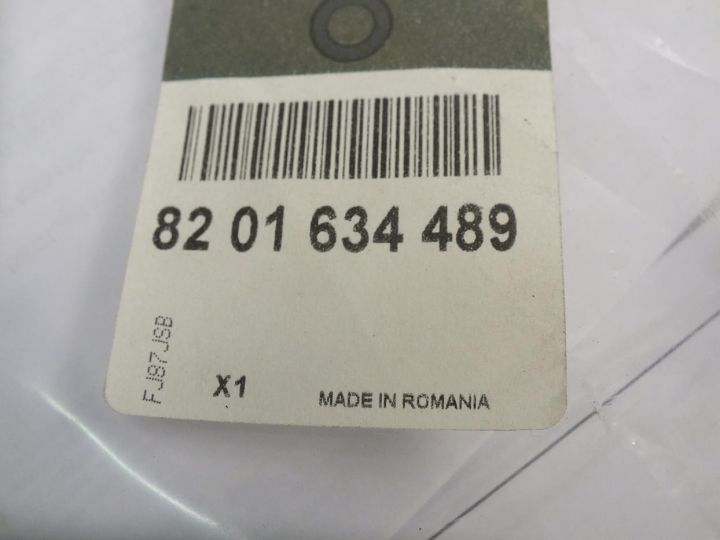 82 01 634 489
FJ87JSB
X1
MADE IN ROMANIA